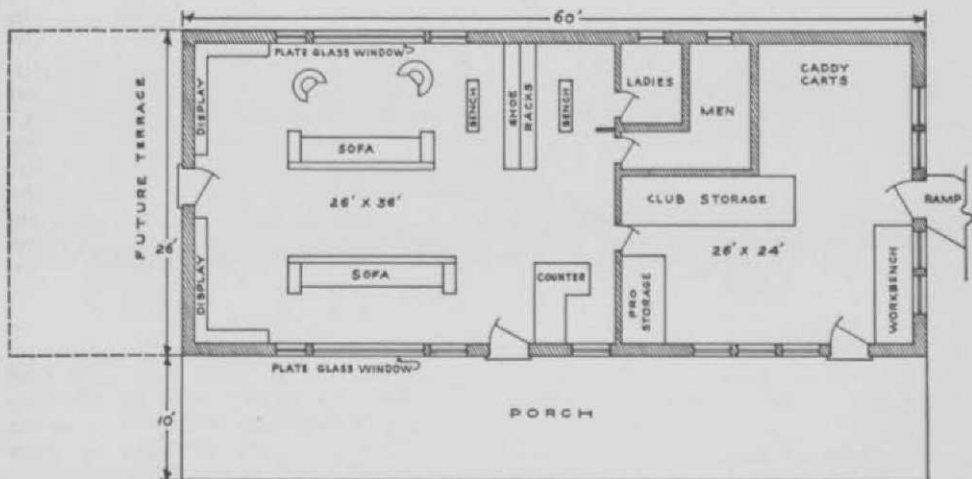 60'
PLATE GLASS WINDOW
FUTURE TERRACE
DISPLAY
BENCH
SHOE RACKS
BENCH
LADIES
MEN
CADDY
CARTS
SOFA
26' X 36'
CLUB STORAGE
RAMP
26'
DISPLAY
SOFA
COUNTER
PRO
STORAGE
26' X 24'
WORKBENCH
PLATE GLASS WINDOW
10'
PORCH